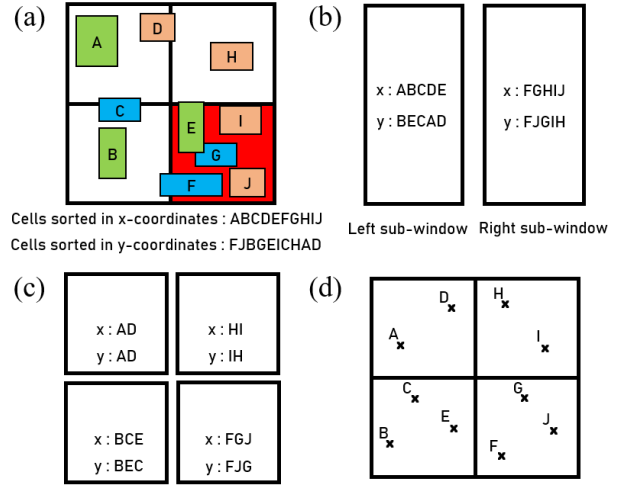 (a)
A
D
H
C
B
E
I
G
F
J
Cells sorted in x-coordinates : ABCDEFGHIJ
Cells sorted in y-coordinates : FJBGEICHAD
(b)
x : ABCDE
y : BECAD
x : FGHIJ
y : FJGIH
Left sub-window
Right sub-window
(c)
x : AD
y : AD
x : HI
y : IH
x : BCE
y : BEC
x : FGJ
y : FJG
(d)
D
H
A
I
C
G
B
E
J
F